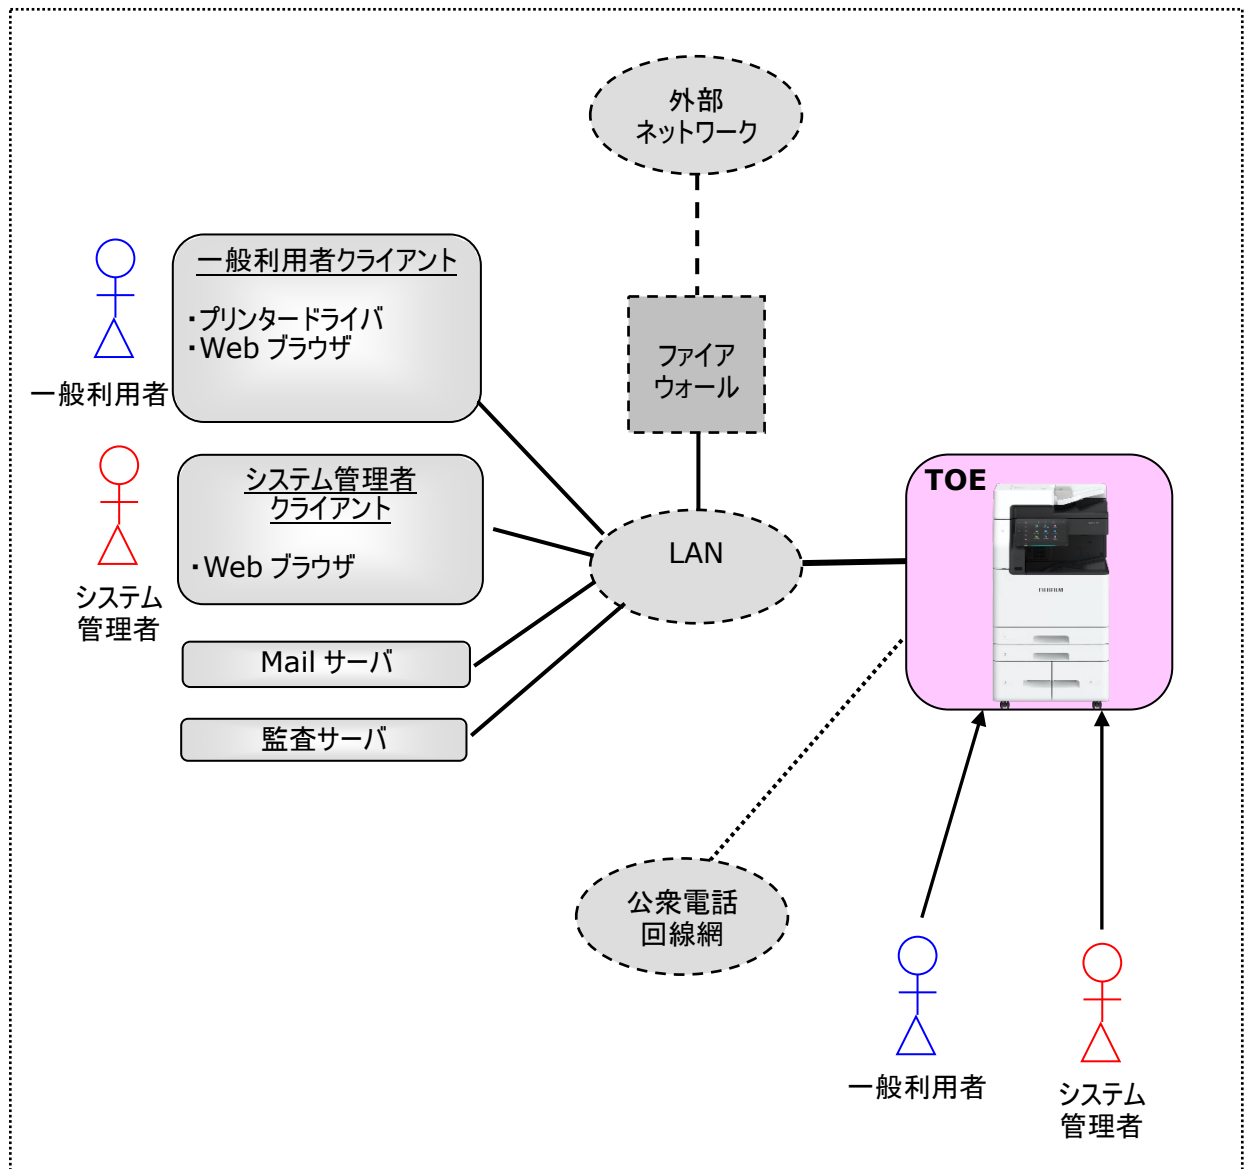 外部
ネットワーク
一般利用者クライアント
・プリンタードライバ
・Web ブラウザ
一般利用者
ファイア
ウォール
システム管理者
クライアント
・Web ブラウザ
システム
管理者
LAN
TOE
FUJIFILM
Mail サーバ
監査サーバ
公衆電話
回線網
一般利用者
システム
管理者